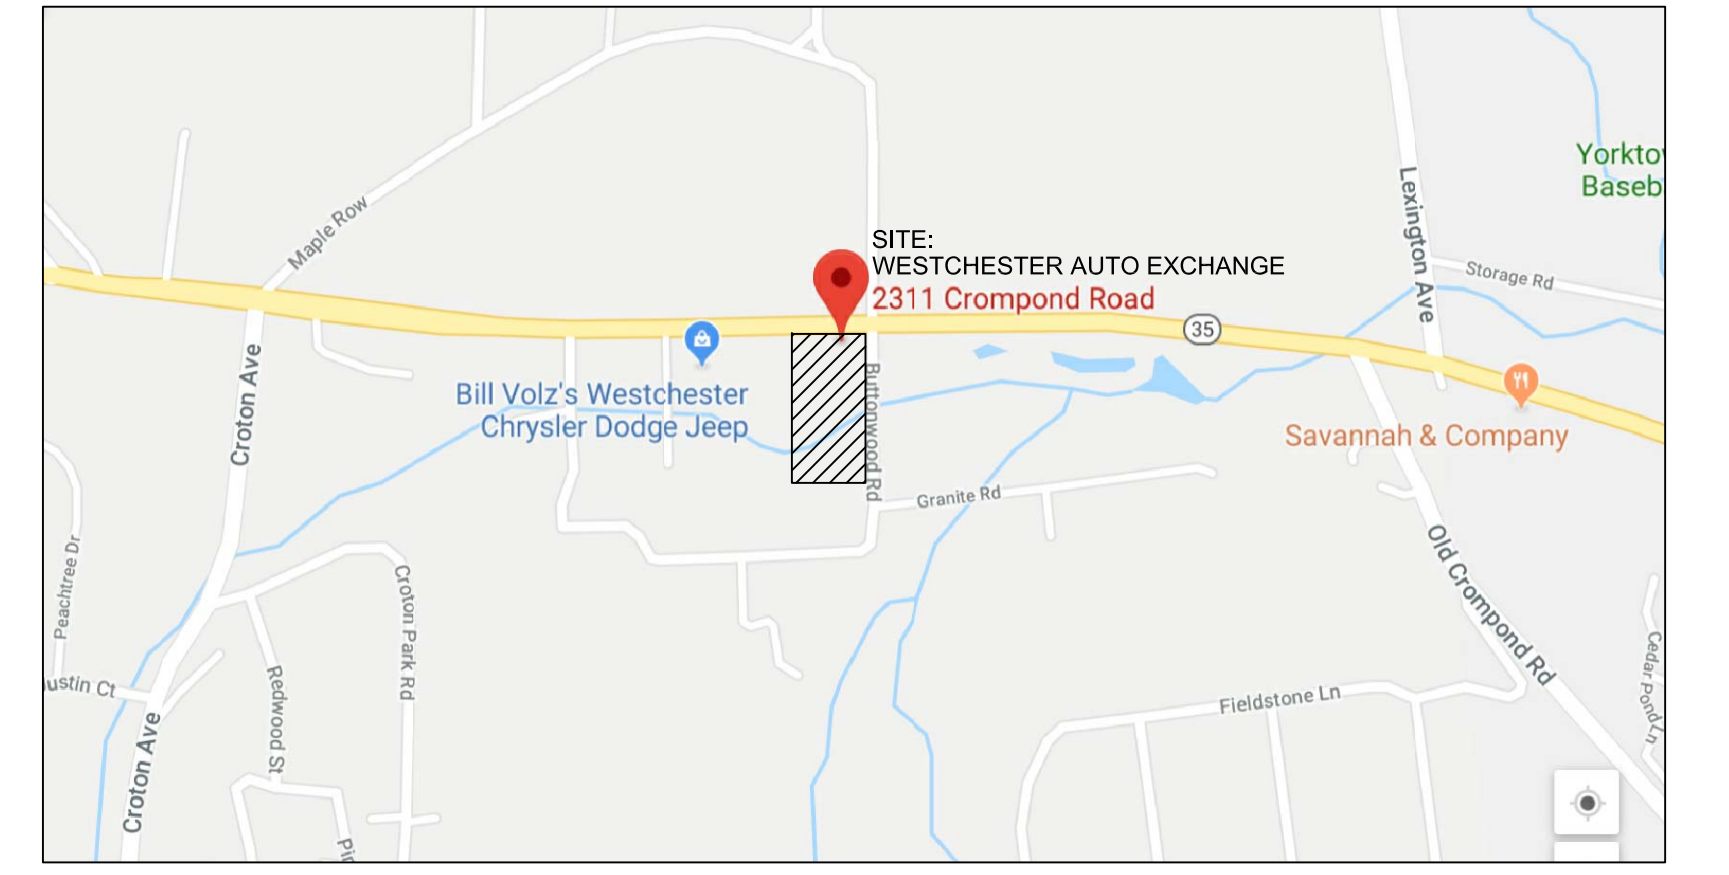 Yorkto
Baseb
Lexington Ave
Maple Row
SITE:
WESTCHESTER AUTO EXCHANGE
2311 Crompond Road
Storage Rd
35
Croton Ave
Bill Volz's Westchester
Chrysler Dodge Jeep
Buttonwood Rd
Savannah & Company
Granite Rd
Peachtree Dr
Croton Park Rd
Old Crompond Rd
ustin Ct
Redwood St
Fieldstone Ln
Cedar Pond Ln
Croton Ave
Pin